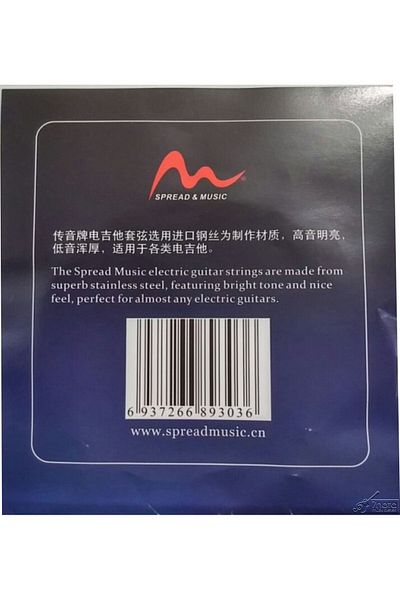 SPREAD & MUSIC
传音牌电吉他套弦选用进口钢丝为制作材质，高音明亮，
低音浑厚，适用于各类电吉他。
The Spread Music electric guitar strings are made from
superb stainless steel, featuring bright tone and nice
feel, perfect for almost any electric guitars.
6 937266 893036
www.spreadmusic.cn